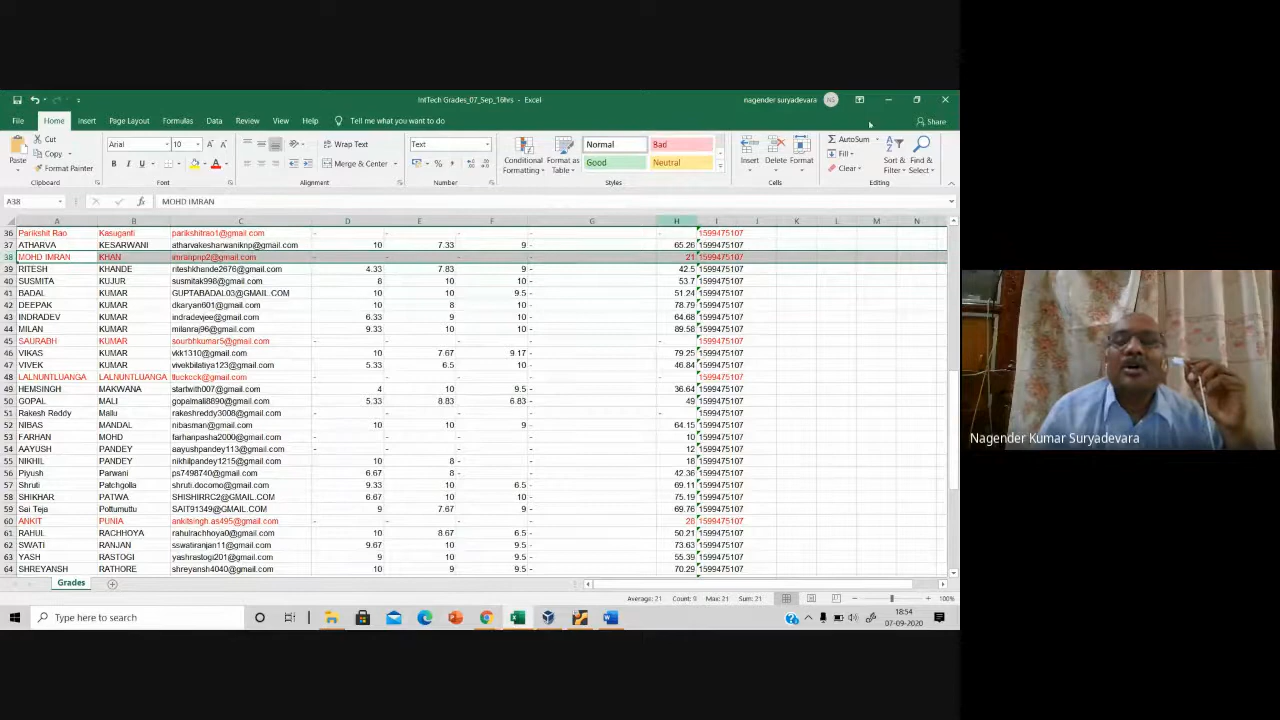 IntTech Grades_07_Sep_16hrs - Excel
nagender suryadevara NS
File Home Insert Page Layout Formulas Data Review View Help Tell me what you want to do Share
Paste Cut Copy Format Painter Clipboard
Arial 10 B I U A Font
Wrap Text Merge & Center Alignment
Text % Number
Conditional Formatting Format as Table Normal Bad Good Neutral Styles
Insert Delete Format Cells
AutoSum Fill Clear Sort & Filter Find & Select Editing
A38 fx MOHD IMRAN
A B C D E F G H I J K L M N
36 Parikshit Rao Kasuganti parikshitrao1@gmail.com - - - - - 1599475107
37 ATHARVA KESARWANI atharvakesharwaniknp@gmail.com 10 7.33 9 - 65.26 1599475107
38 MOHD IMRAN KHAN imranpnp2@gmail.com - - - - 21 1599475107
39 RITESH KHANDE riteshkhande2676@gmail.com 4.33 7.83 9 - 42.5 1599475107
40 SUSMITA KUJUR susmitak998@gmail.com 8 10 10 - 53.7 1599475107
41 BADAL KUMAR GUPTABADAL03@GMAIL.COM 10 10 9.5 - 51.24 1599475107
42 DEEPAK KUMAR dkaryan601@gmail.com 10 8 10 - 78.79 1599475107
43 INDRADEV KUMAR indradevjee@gmail.com 6.33 9 10 - 64.68 1599475107
44 MILAN KUMAR milanraj96@gmail.com 9.33 10 10 - 89.58 1599475107
45 SAURABH KUMAR sourbhkumar5@gmail.com - - - - - 1599475107
46 VIKAS KUMAR vkk1310@gmail.com 10 7.67 9.17 - 79.25 1599475107
47 VIVEK KUMAR vivekbilatiya123@gmail.com 5.33 6.5 10 - 46.84 1599475107
48 LALNUNTLUANGA LALNUNTLUANGA tluckcck@gmail.com - - - - - 1599475107
49 HEMSINGH MAKWANA startwith007@gmail.com 4 10 9.5 - 36.64 1599475107
50 GOPAL MALI gopalmali8890@gmail.com 5.33 8.83 6.83 - 49 1599475107
51 Rakesh Reddy Mallu rakeshreddy3008@gmail.com - - - - - 1599475107
52 NIBAS MANDAL nibasman@gmail.com 10 10 9 - 64.15 1599475107
53 FARHAN MOHD farhanpasha2000@gmail.com - - - - 10 1599475107
54 AAYUSH PANDEY aayushpandey113@gmail.com - - - - 12 1599475107
55 NIKHIL PANDEY nikhilpandey1215@gmail.com 10 8 - - 18 1599475107
56 Piyush Parwani ps7498740@gmail.com 6.67 8 - - 42.36 1599475107
57 Shruti Patchgolla shruti.docomo@gmail.com 9.33 10 6.5 - 69.11 1599475107
58 SHIKHAR PATWA SHISHIRRC2@GMAIL.COM 6.67 10 10 - 75.19 1599475107
59 Sai Teja Pottumuttu SAIT91349@GMAIL.COM 9 7.67 9.5 - 69.76 1599475107
60 ANKIT PUNIA ankitsingh.as495@gmail.com - - - - 28 1599475107
61 RAHUL RACHHOYA rahulrachhoya0@gmail.com 10 8.67 6.5 - 50.21 1599475107
62 SWATI RANJAN sswatiranjan11@gmail.com 9.67 10 9.5 - 73.63 1599475107
63 YASH RASTOGI yashrastogi201@gmail.com 9 10 9.5 - 55.39 1599475107
64 SHREYANSH RATHORE shreyansh4040@gmail.com 10 9 9.5 - 70.29 1599475107
Grades
Average: 21 Count: 9 Max: 21 Sum: 21 100%
Type here to search
18:54
07-09-2020
Nagender Kumar Suryadevara